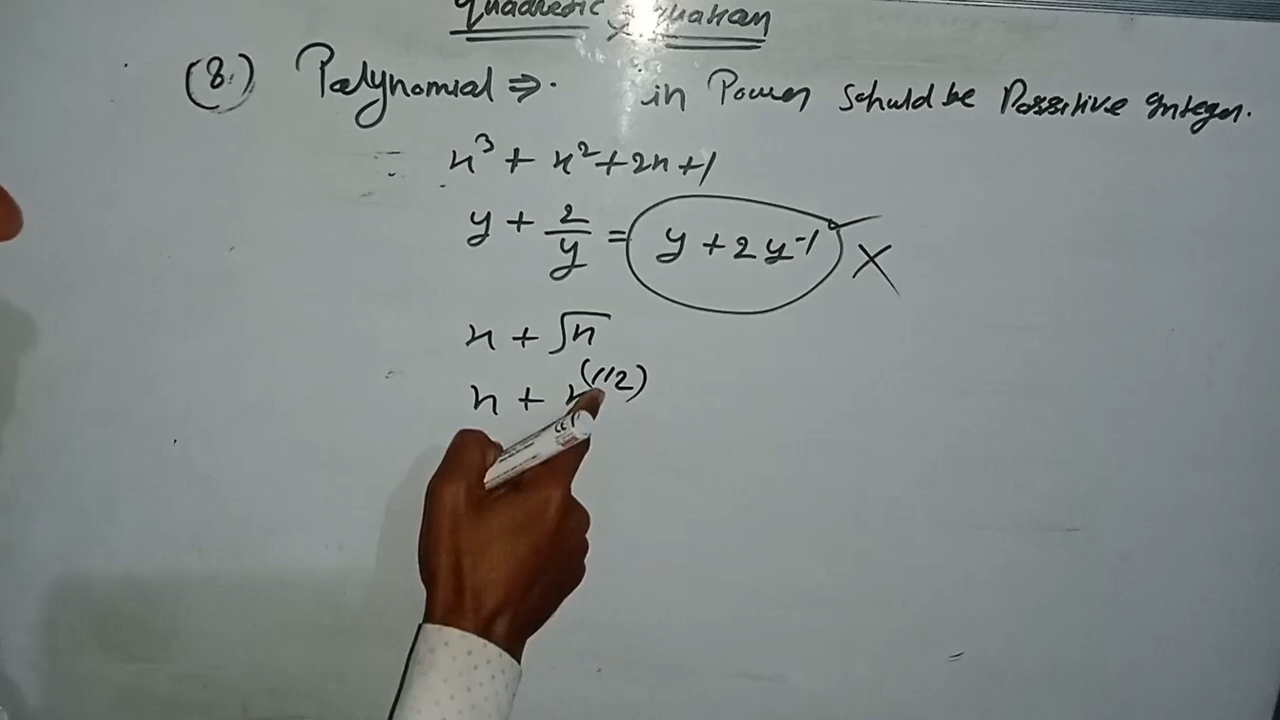 Quadratic Equation
(8.) Polynomial ⇒. in Power should be Possitive Integer.
= x³ + x² + 2x + 1
y + 2/y = y + 2y⁻¹ X
x + √x
x + x^(1/2)